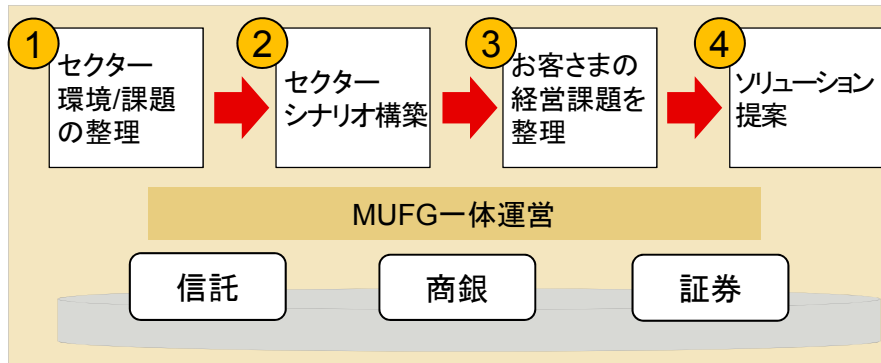 1
セクター
環境/課題
の整理
2
セクター
シナリオ構築
3
お客さまの
経営課題を
整理
4
ソリューション
提案
MUFG一体運営
信託
商銀
証券